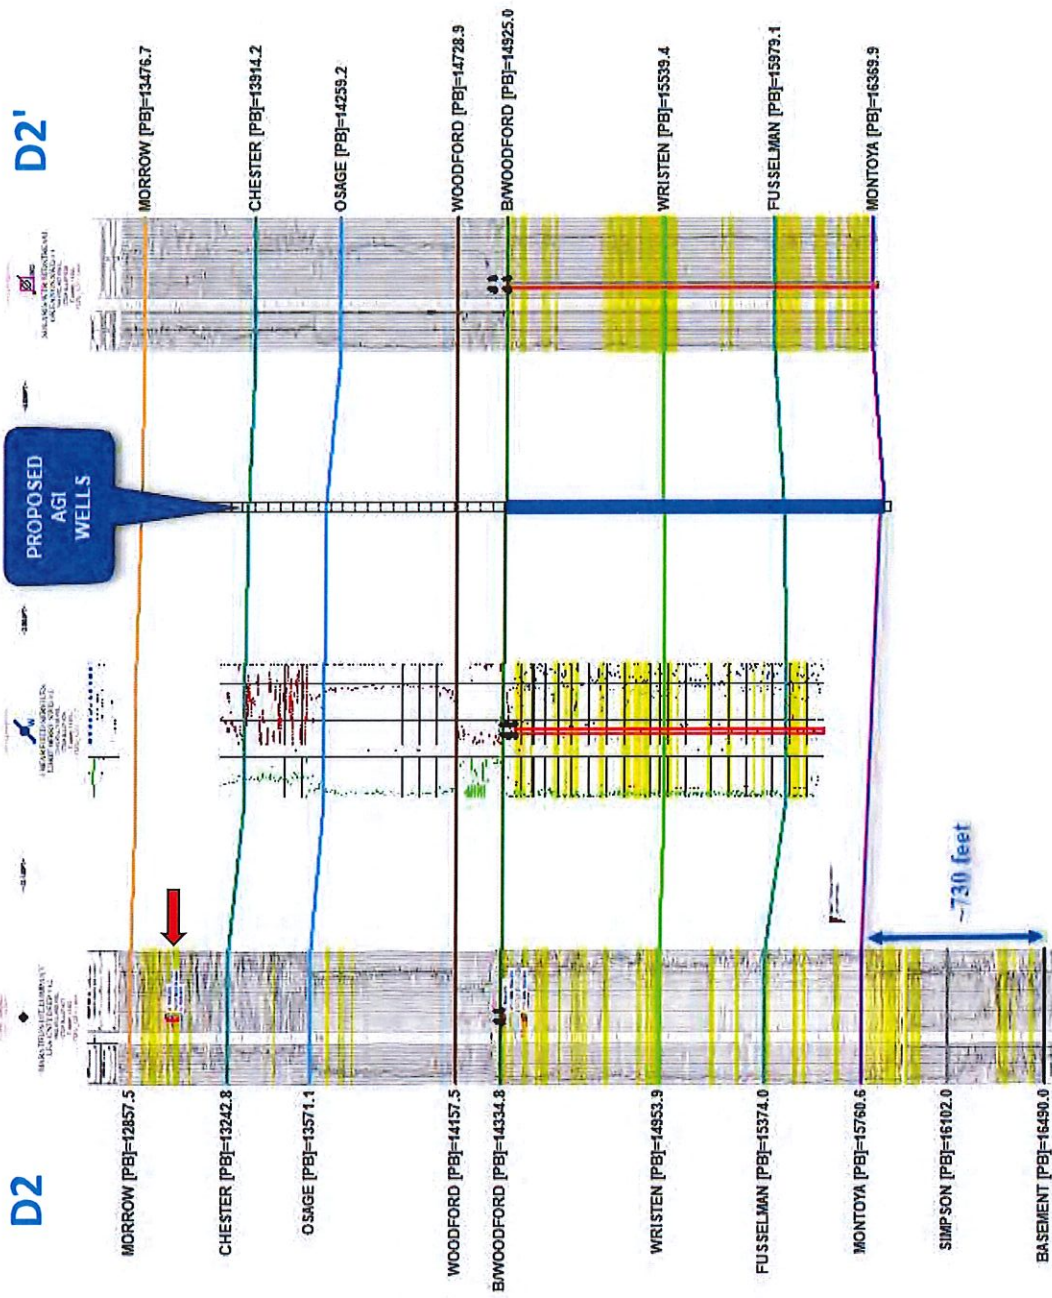 D2
D2'
PROPOSED
AGI
WELLS
MORROW [PB]=12857.5
CHESTER [PB]=13242.8
OSAGE [PB]=13571.1
WOODFORD [PB]=14157.5
B/WOODFORD [PB]=14334.8
WRISTEN [PB]=14953.9
FUSSELMAN [PB]=15374.0
MONTOYA [PB]=15760.6
SIMPSON [PB]=16102.0
BASEMENT [PB]=16490.0
~730 feet
MORROW [PB]=13476.7
CHESTER [PB]=13914.2
OSAGE [PB]=14259.2
WOODFORD [PB]=14728.9
B/WOODFORD [PB]=14925.0
WRISTEN [PB]=15539.4
FUSSELMAN [PB]=15979.1
MONTOYA [PB]=16369.9